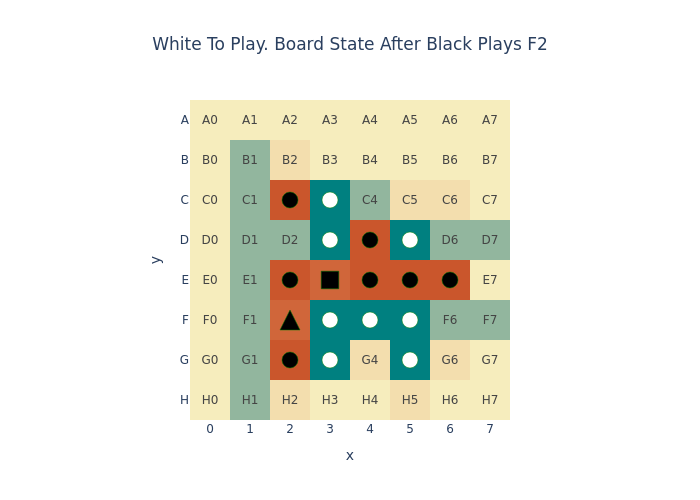 White To Play. Board State After Black Plays F2
A A0 A1 A2 A3 A4 A5 A6 A7
B B0 B1 B2 B3 B4 B5 B6 B7
C C0 C1 C4 C5 C6 C7
D D0 D1 D2 D6 D7
E E0 E1 E7
F F0 F1 F6 F7
G G0 G1 G4 G6 G7
H H0 H1 H2 H3 H4 H5 H6 H7
0 1 2 3 4 5 6 7
x
y